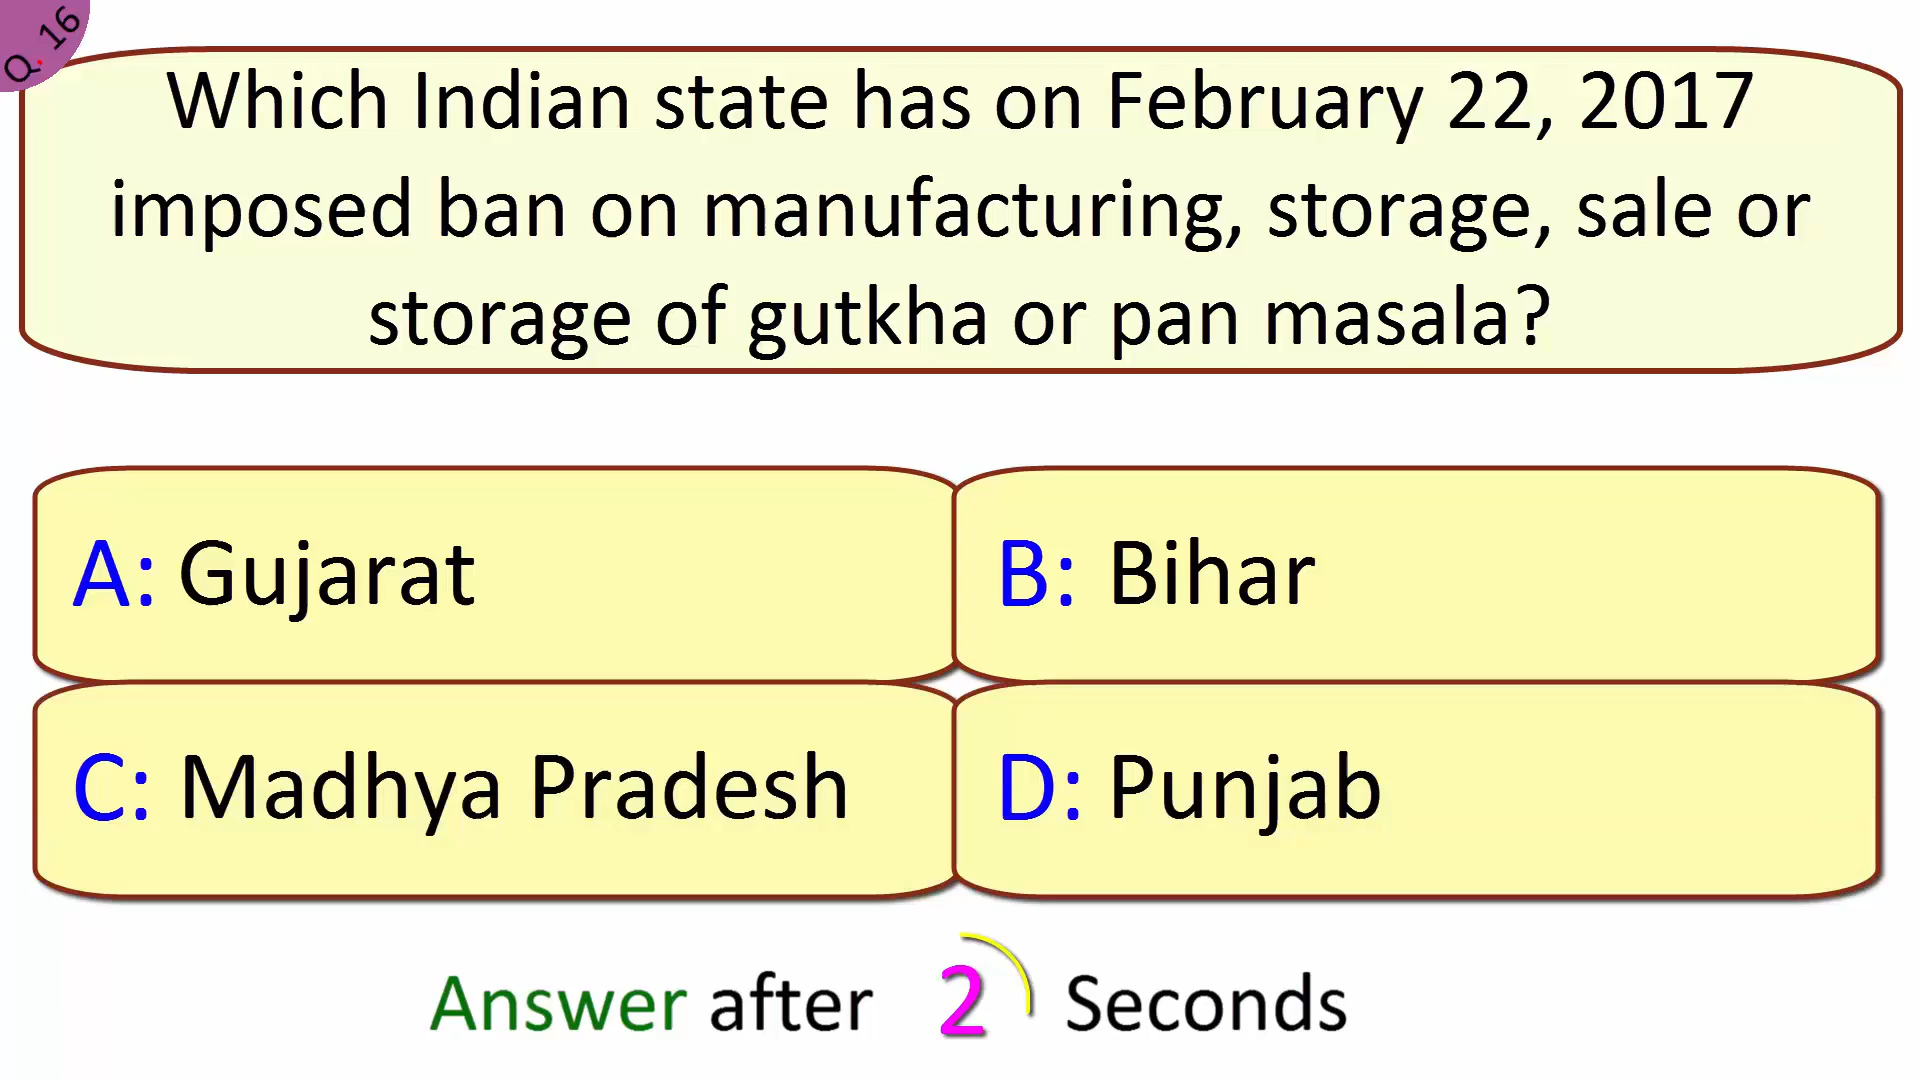 Q. 16
Which Indian state has on February 22, 2017
imposed ban on manufacturing, storage, sale or
storage of gutkha or pan masala?
A: Gujarat
B: Bihar
C: Madhya Pradesh
D: Punjab
Answer after 2 Seconds